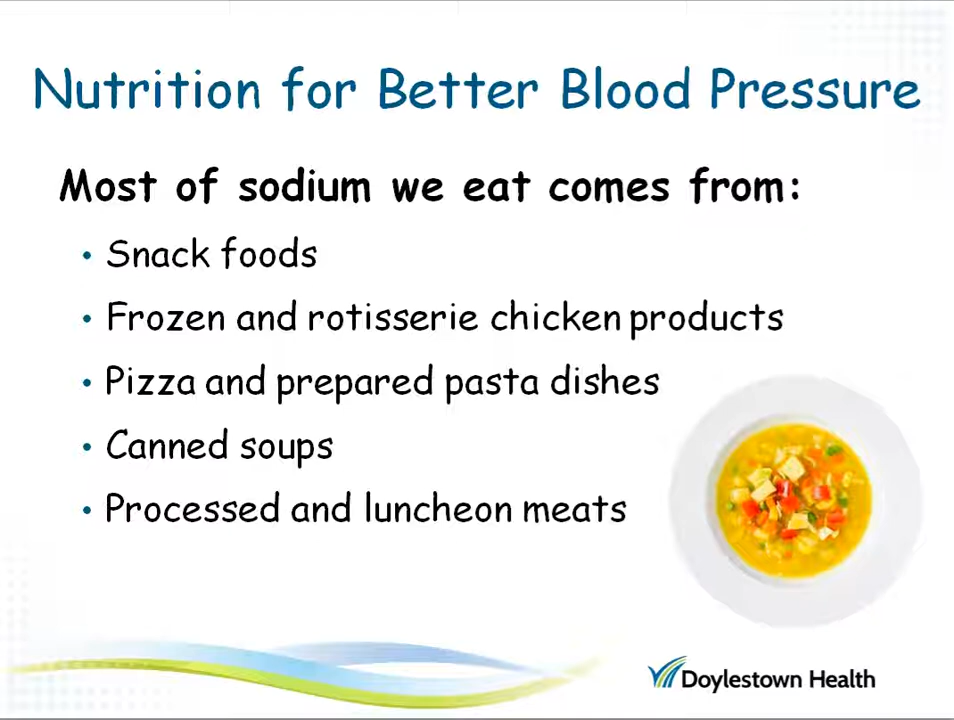 Nutrition for Better Blood Pressure
Most of sodium we eat comes from:
• Snack foods
• Frozen and rotisserie chicken products
• Pizza and prepared pasta dishes
• Canned soups
• Processed and luncheon meats
Doylestown Health